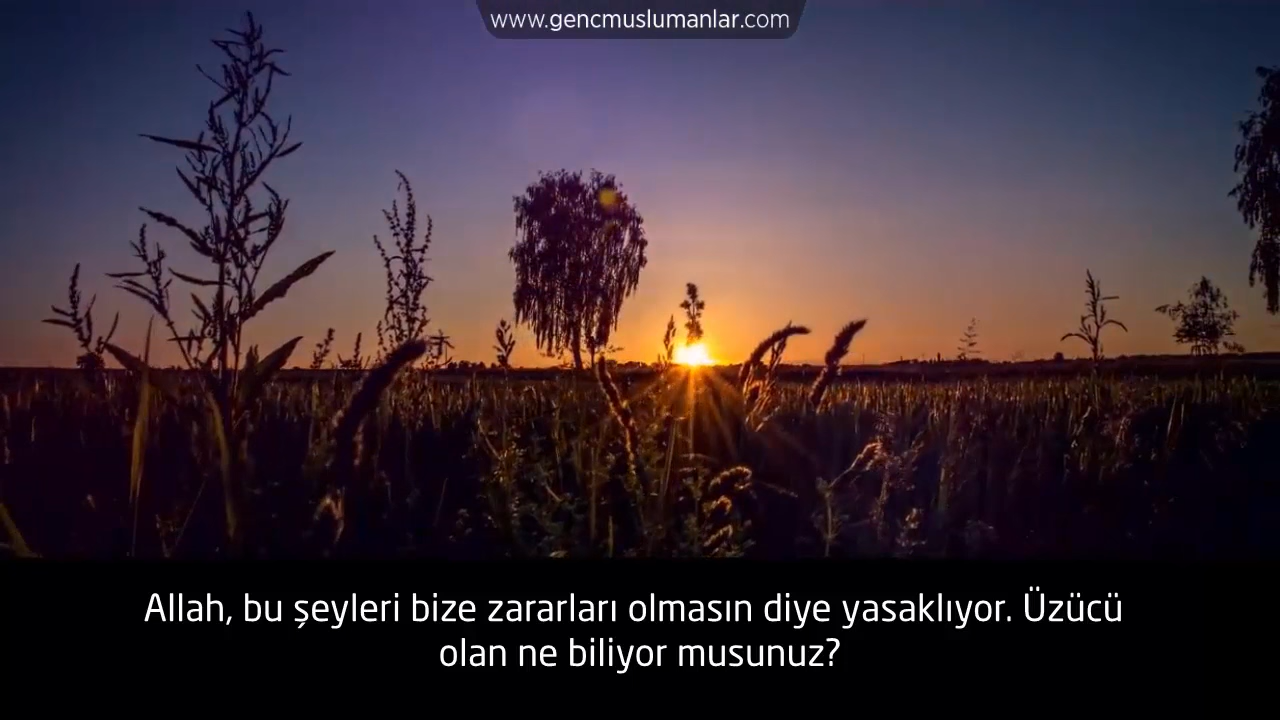 www.gencmuslumanlar.com
Allah, bu şeyleri bize zararları olmasın diye yasaklıyor. Üzücü
olan ne biliyor musunuz?